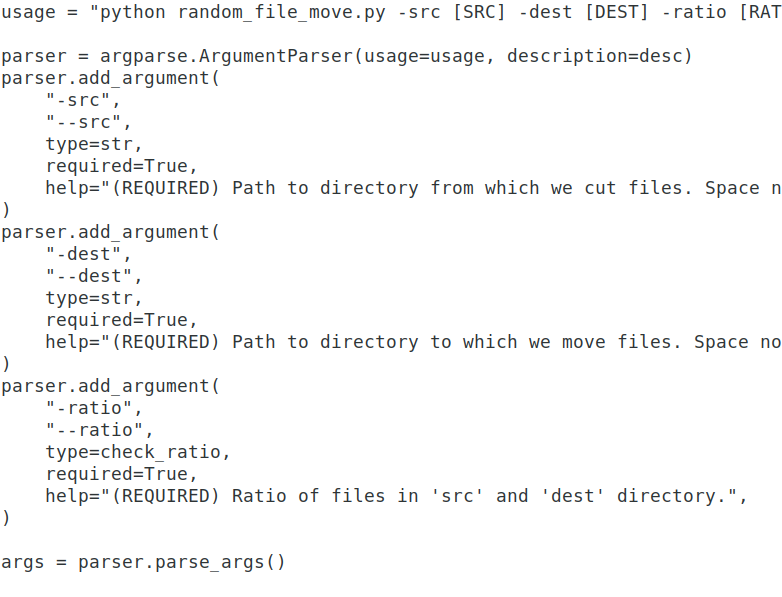 usage = "python random_file_move.py -src [SRC] -dest [DEST] -ratio [RAT
parser = argparse.ArgumentParser(usage=usage, description=desc)
parser.add_argument(
    "-src",
    "--src",
    type=str,
    required=True,
    help="(REQUIRED) Path to directory from which we cut files. Space n
)
parser.add_argument(
    "-dest",
    "--dest",
    type=str,
    required=True,
    help="(REQUIRED) Path to directory to which we move files. Space no
)
parser.add_argument(
    "-ratio",
    "--ratio",
    type=check_ratio,
    required=True,
    help="(REQUIRED) Ratio of files in 'src' and 'dest' directory.",
)
args = parser.parse_args()